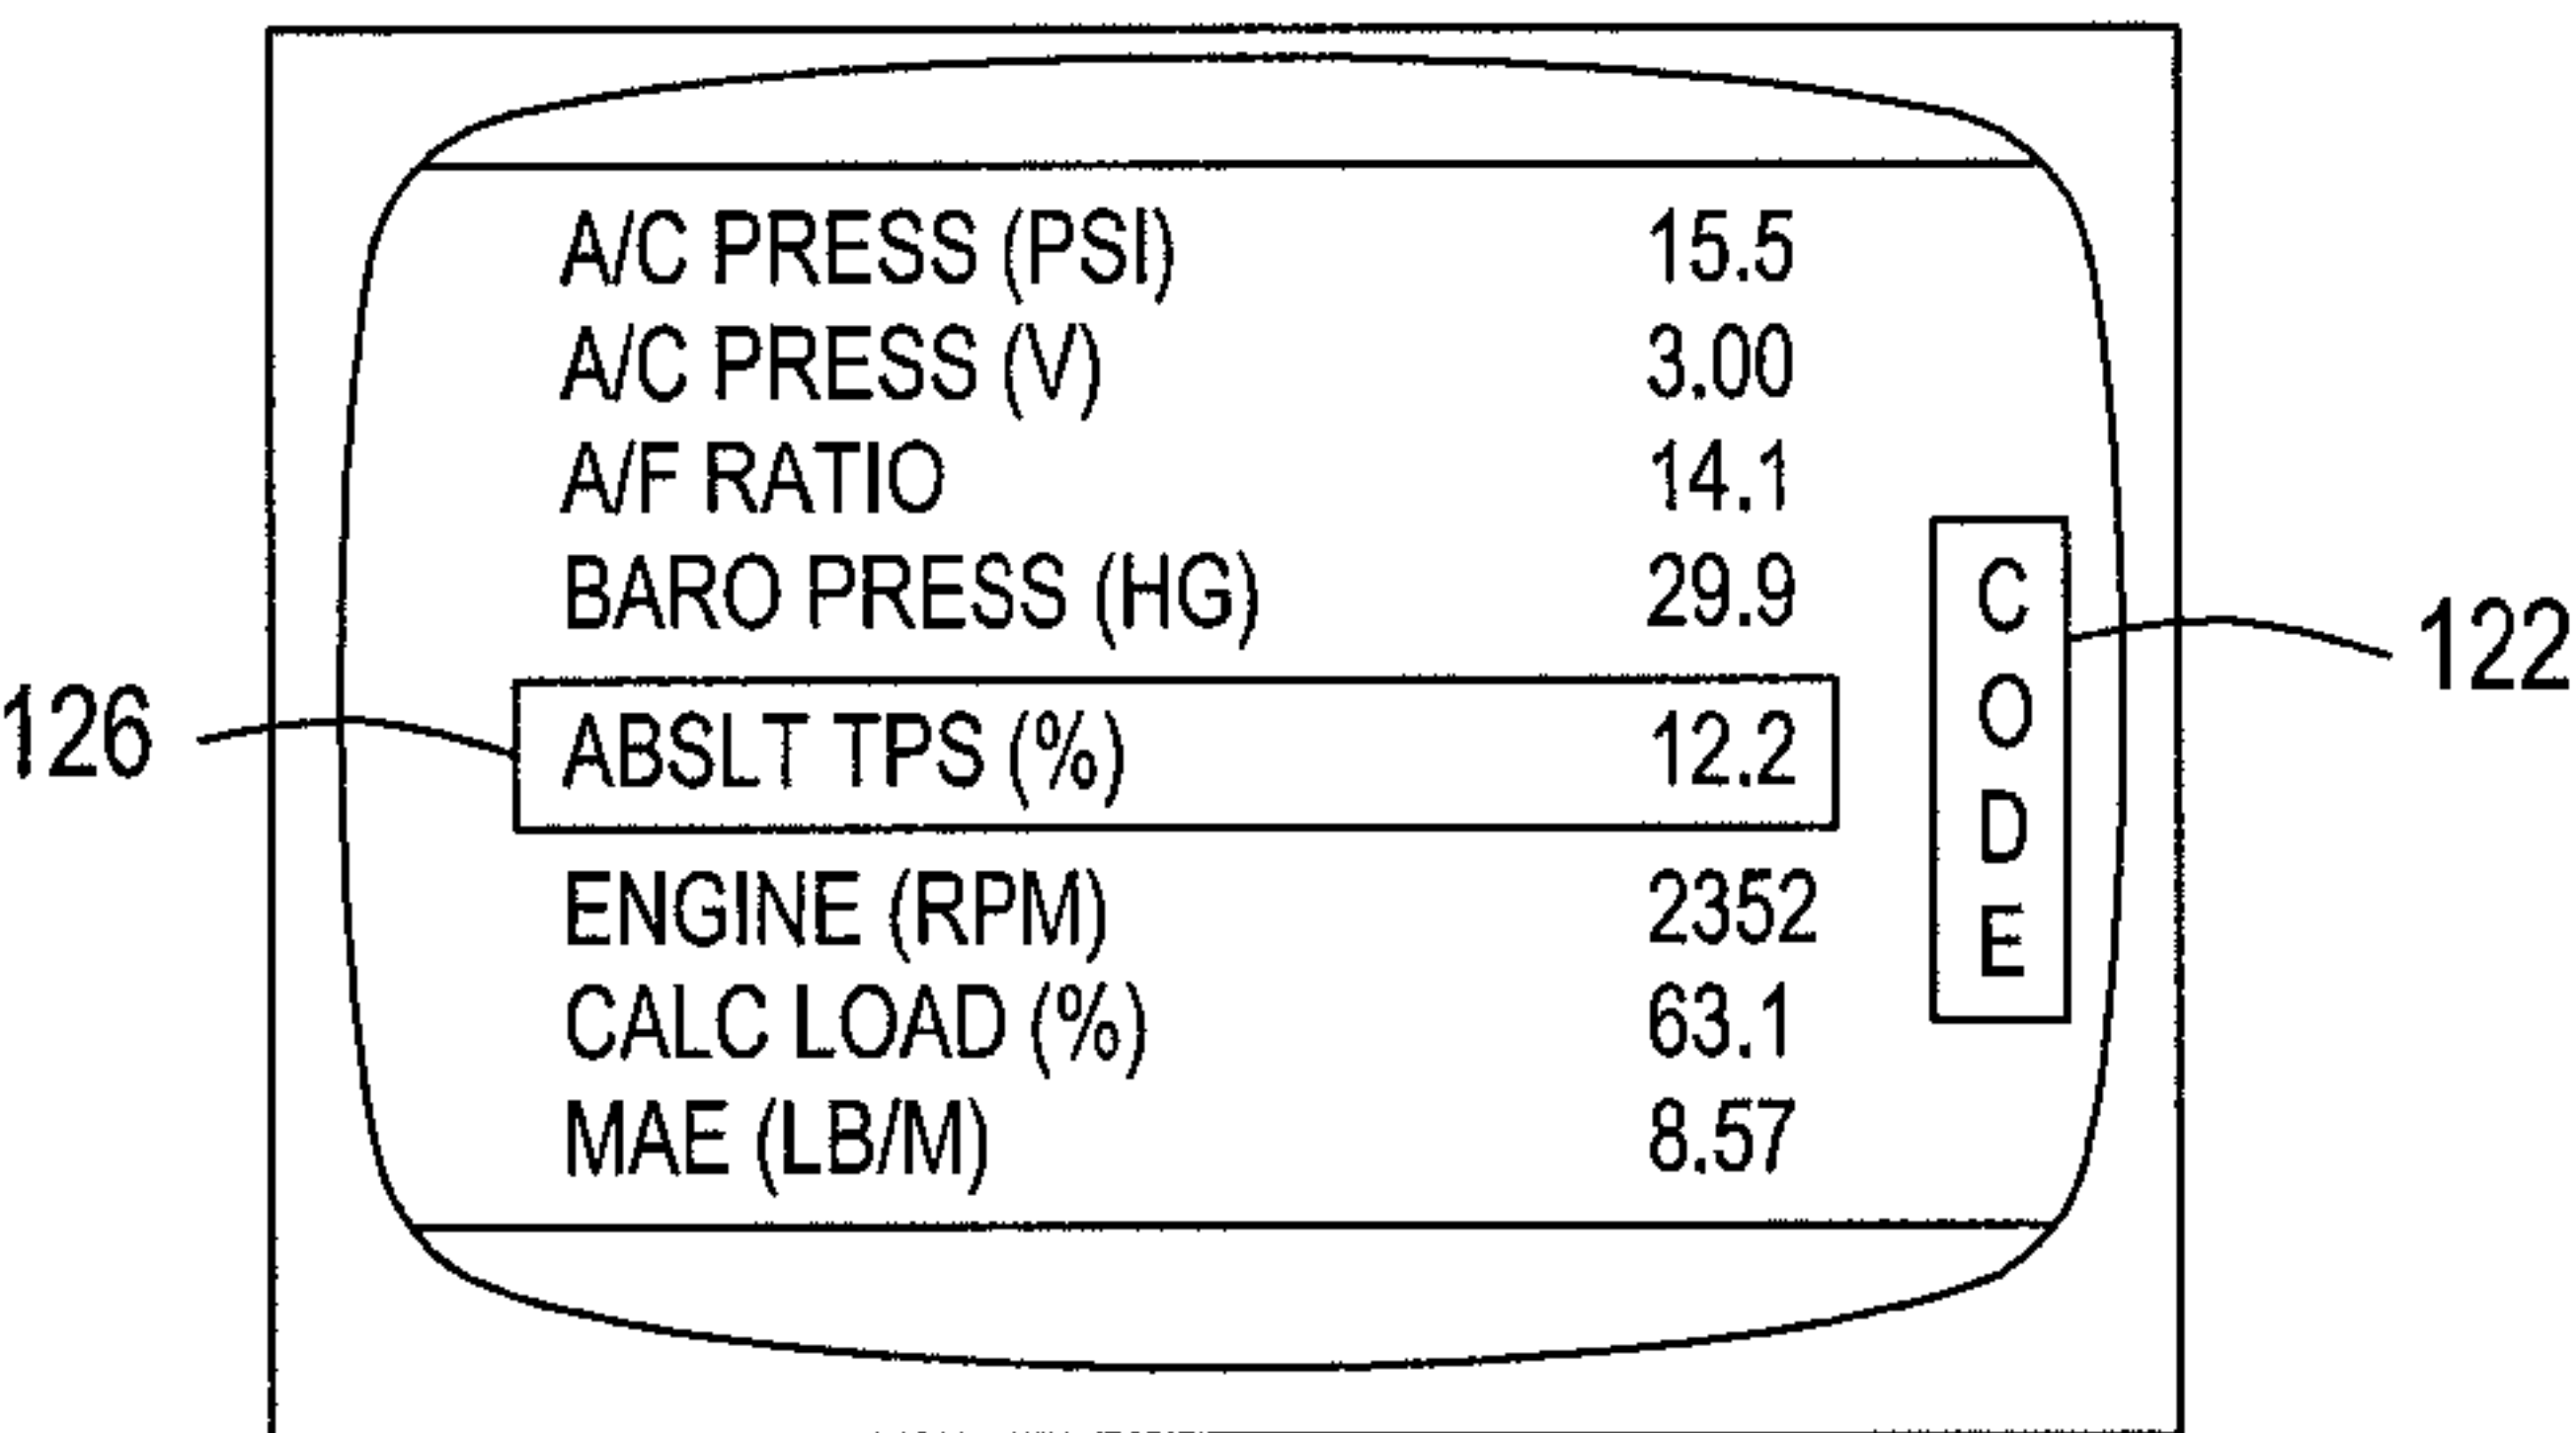 A/C PRESS (PSI) 15.5
A/C PRESS (V) 3.00
A/F RATIO 14.1
BARO PRESS (HG) 29.9
ABSLT TPS (%) 12.2
ENGINE (RPM) 2352
CALC LOAD (%) 63.1
MAE (LB/M) 8.57
CODE
122
126